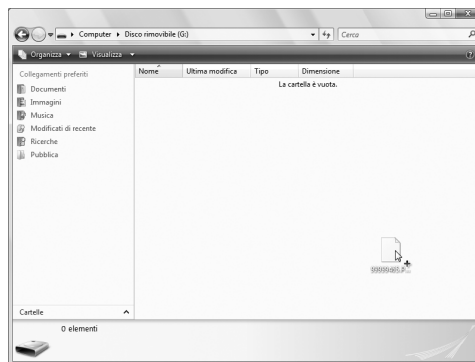 Computer Disco rimovibile (G:) Cerca
Organizza Visualizza
Collegamenti preferiti
Documenti
Immagini
Musica
Modificati di recente
Ricerche
Pubblica
Cartelle
Nome Ultima modifica Tipo Dimensione
La cartella è vuota.
0 elementi